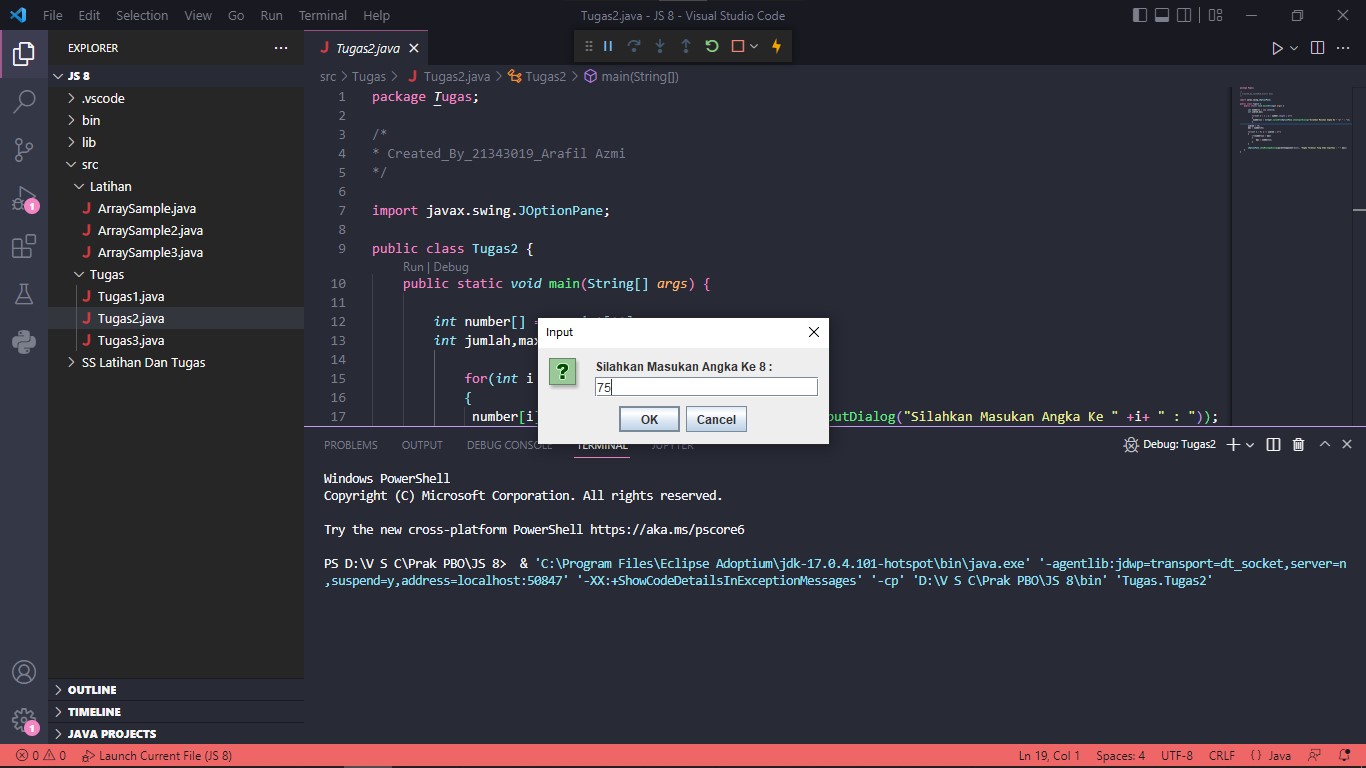 File Edit Selection View Go Run Terminal Help
Tugas2.java - JS 8 - Visual Studio Code
EXPLORER
JS 8
.vscode
bin
lib
src
Latihan
ArraySample.java
ArraySample2.java
ArraySample3.java
Tugas
Tugas1.java
Tugas2.java
Tugas3.java
SS Latihan Dan Tugas
OUTLINE
TIMELINE
JAVA PROJECTS
1
1
Tugas2.java
src > Tugas > Tugas2.java > Tugas2 > main(String[])
1 package Tugas;
2
3 /*
4 * Created_By_21343019_Arafil Azmi
5 */
6
7 import javax.swing.JOptionPane;
8
9 public class Tugas2 {
Run | Debug
10 public static void main(String[] args) {
11
12 int number[] =
13 int jumlah,max
14
15 for(int i
16 {
17 number[i] utDialog("Silahkan Masukan Angka Ke " +i+ " : "));
Input
Silahkan Masukan Angka Ke 8 :
75
OK Cancel
PROBLEMS OUTPUT DEBUG CONSOLE TERMINAL JUPYTER
Debug: Tugas2
Windows PowerShell
Copyright (C) Microsoft Corporation. All rights reserved.
Try the new cross-platform PowerShell https://aka.ms/pscore6
PS D:\V S C\Prak PBO\JS 8> & 'C:\Program Files\Eclipse Adoptium\jdk-17.0.4.101-hotspot\bin\java.exe' '-agentlib:jdwp=transport=dt_socket,server=n
,suspend=y,address=localhost:50847' '-XX:+ShowCodeDetailsInExceptionMessages' '-cp' 'D:\V S C\Prak PBO\JS 8\bin' 'Tugas.Tugas2'
0 0 Launch Current File (JS 8)
Ln 19, Col 1 Spaces: 4 UTF-8 CRLF {} Java